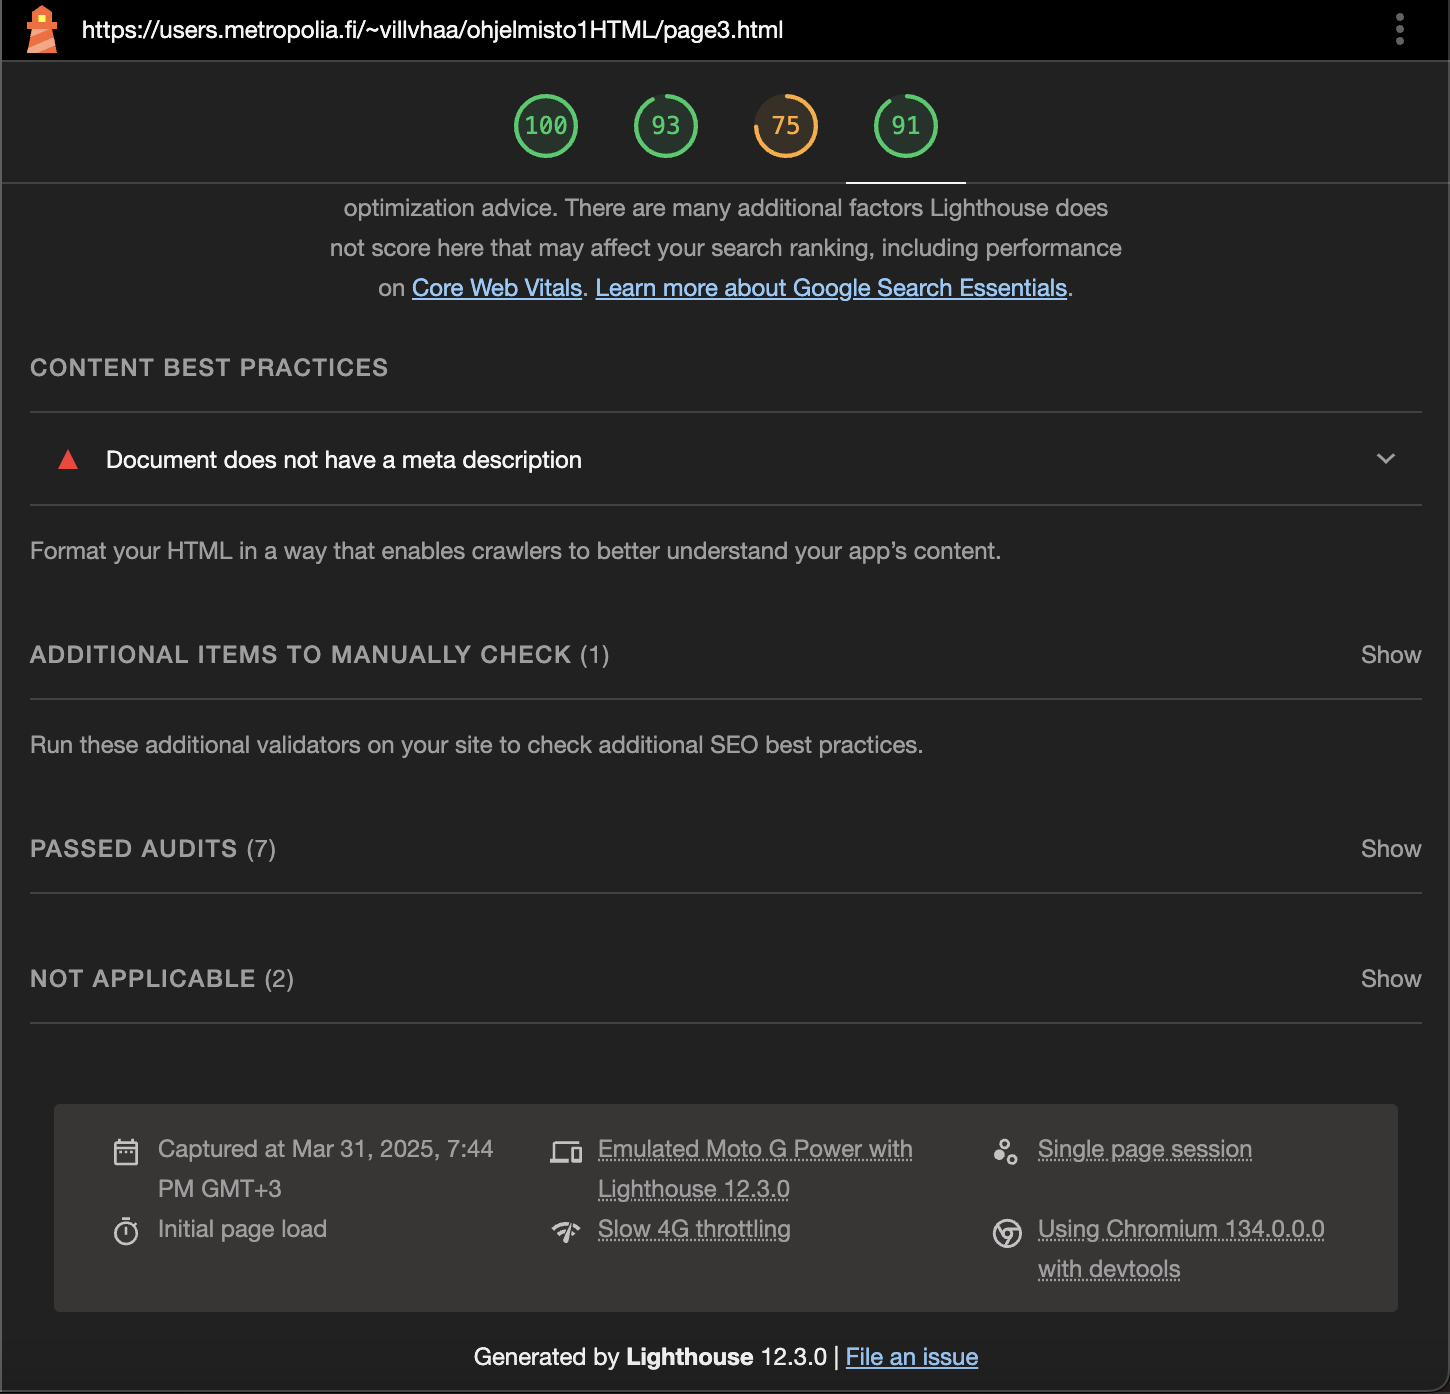 https://users.metropolia.fi/~villvhaa/ohjelmisto1HTML/page3.html
100
93
75
91
optimization advice. There are many additional factors Lighthouse does
not score here that may affect your search ranking, including performance
on Core Web Vitals. Learn more about Google Search Essentials.
CONTENT BEST PRACTICES
Document does not have a meta description
Format your HTML in a way that enables crawlers to better understand your app’s content.
ADDITIONAL ITEMS TO MANUALLY CHECK (1)
Show
Run these additional validators on your site to check additional SEO best practices.
PASSED AUDITS (7)
Show
NOT APPLICABLE (2)
Show
Captured at Mar 31, 2025, 7:44
PM GMT+3
Emulated Moto G Power with
Lighthouse 12.3.0
Single page session
Initial page load
Slow 4G throttling
Using Chromium 134.0.0.0
with devtools
Generated by Lighthouse 12.3.0 | File an issue